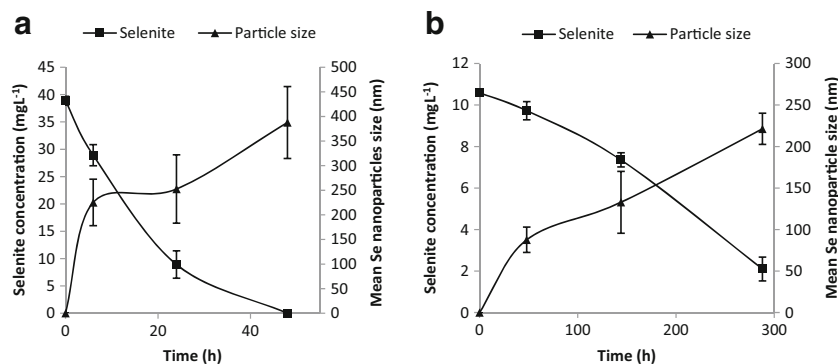 a
Selenite Particle size
Selenite concentration (mgL-1)
45
40
35
30
25
20
15
10
5
0
500
450
400
350
300
250
200
150
100
50
0
Mean Se nanoparticles size (nm)
0 20 40
Time (h)
b
Selenite Particle size
Selenite concentration (mgL-1)
12
10
8
6
4
2
0
300
250
200
150
100
50
0
Mean Se nanoparticles size (nm)
0 100 200 300
Time (h)